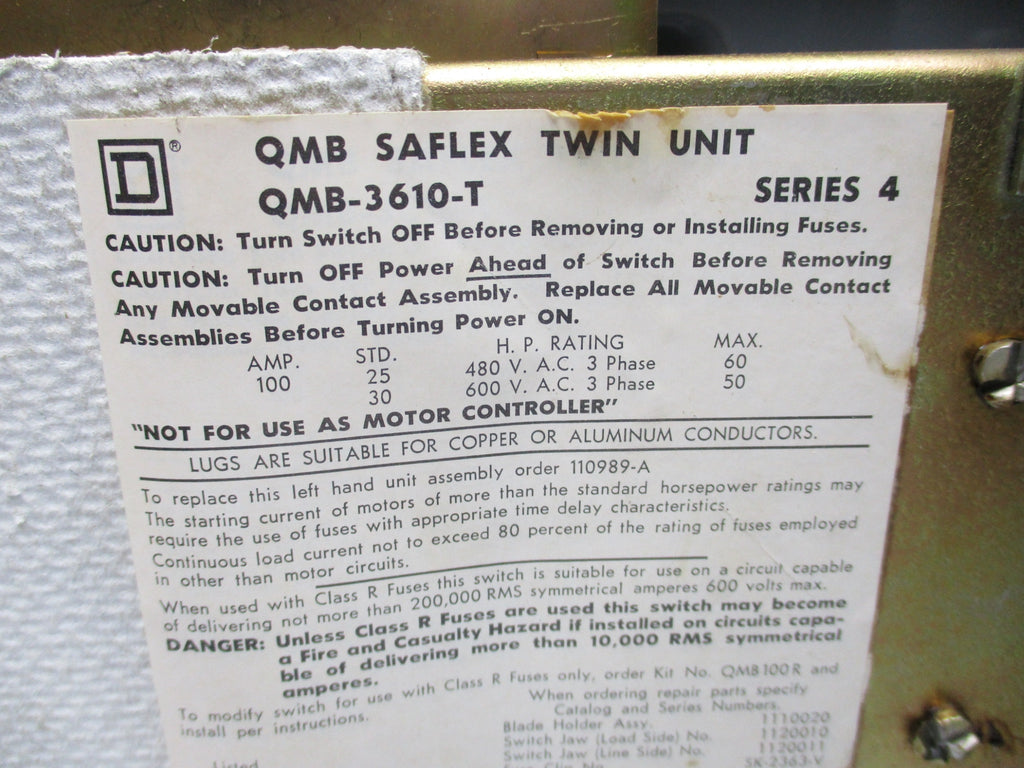 D®
QMB SAFLEX TWIN UNIT
QMB-3610-T SERIES 4
CAUTION: Turn Switch OFF Before Removing or Installing Fuses.
CAUTION: Turn OFF Power Ahead of Switch Before Removing
Any Movable Contact Assembly. Replace All Movable Contact
Assemblies Before Turning Power ON.
AMP. STD. H. P. RATING MAX.
100 25 480 V. A.C. 3 Phase 60
30 600 V. A.C. 3 Phase 50
"NOT FOR USE AS MOTOR CONTROLLER"
LUGS ARE SUITABLE FOR COPPER OR ALUMINUM CONDUCTORS.
To replace this left hand unit assembly order 110989-A
The starting current of motors of more than the standard horsepower ratings may
require the use of fuses with appropriate time delay characteristics.
Continuous load current not to exceed 80 percent of the rating of fuses employed
in other than motor circuits.
When used with Class R Fuses this switch is suitable for use on a circuit capable
of delivering not more than 200,000 RMS symmetrical amperes 600 volts max.
DANGER: Unless Class R Fuses are used this switch may become
a Fire and Casualty Hazard if installed on circuits capa-
ble of delivering more than 10,000 RMS symmetrical
amperes.
To modify switch for use with Class R Fuses only, order Kit No. QMB100R and
install per instructions.
When ordering repair parts specify
Catalog and Series Numbers.
Blade Holder Assy. 1110020
Switch Jaw (Load Side) No. 1120010
Switch Jaw (Line Side) No. 1120011
Listed Fuse Clip No. SK-2363-V